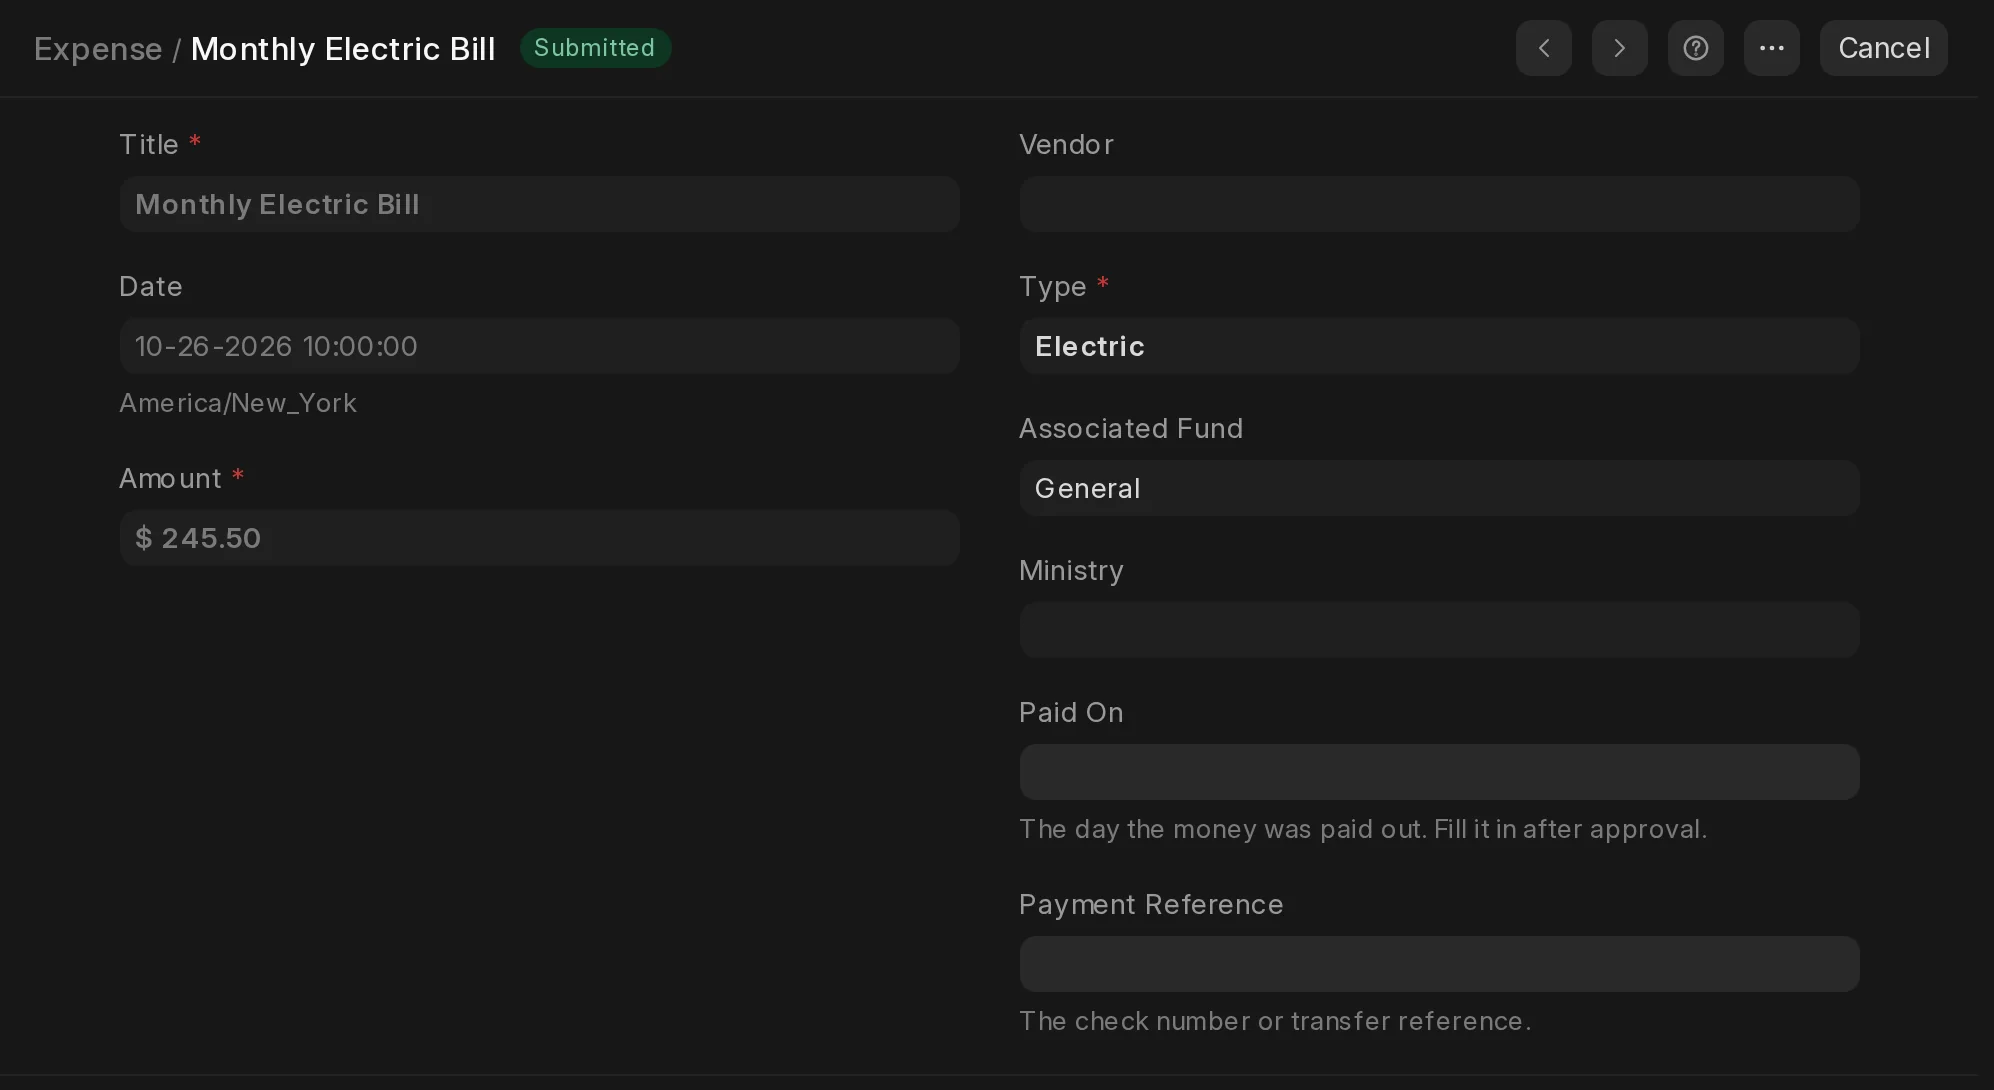 Expense / Monthly Electric Bill Submitted Cancel
Title *
Monthly Electric Bill
Date
10-26-2026 10:00:00
America/New_York
Amount *
$ 245.50
Vendor
Type *
Electric
Associated Fund
General
Ministry
Paid On
The day the money was paid out. Fill it in after approval.
Payment Reference
The check number or transfer reference.